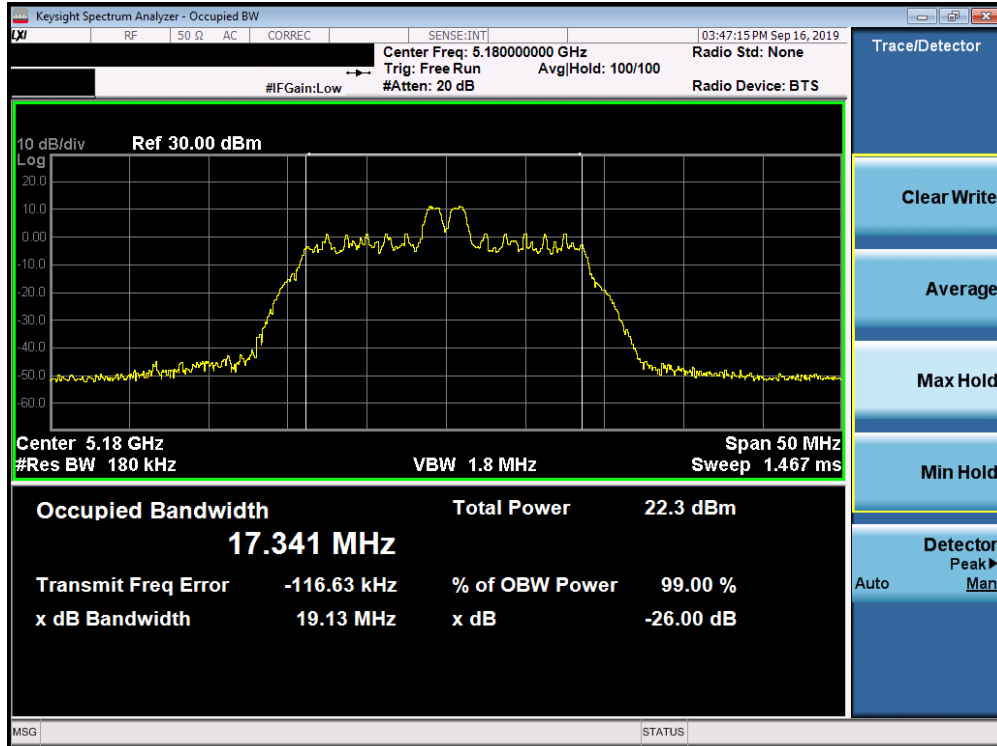 Keysight Spectrum Analyzer - Occupied BW
LXI RF 50 Ω AC CORREC SENSE:INT 03:47:15 PM Sep 16, 2019
Center Freq: 5.180000000 GHz Radio Std: None
Trig: Free Run Avg|Hold: 100/100
#IFGain:Low #Atten: 20 dB Radio Device: BTS
10 dB/div Ref 30.00 dBm
Log
20.0
10.0
0.00
-10.0
-20.0
-30.0
-40.0
-50.0
-60.0
Center 5.18 GHz Span 50 MHz
#Res BW 180 kHz VBW 1.8 MHz Sweep 1.467 ms
Occupied Bandwidth Total Power 22.3 dBm
17.341 MHz
Transmit Freq Error -116.63 kHz % of OBW Power 99.00 %
x dB Bandwidth 19.13 MHz x dB -26.00 dB
MSG STATUS
Trace/Detector
Clear Write
Average
Max Hold
Min Hold
Detector
Peak▶
Auto Man